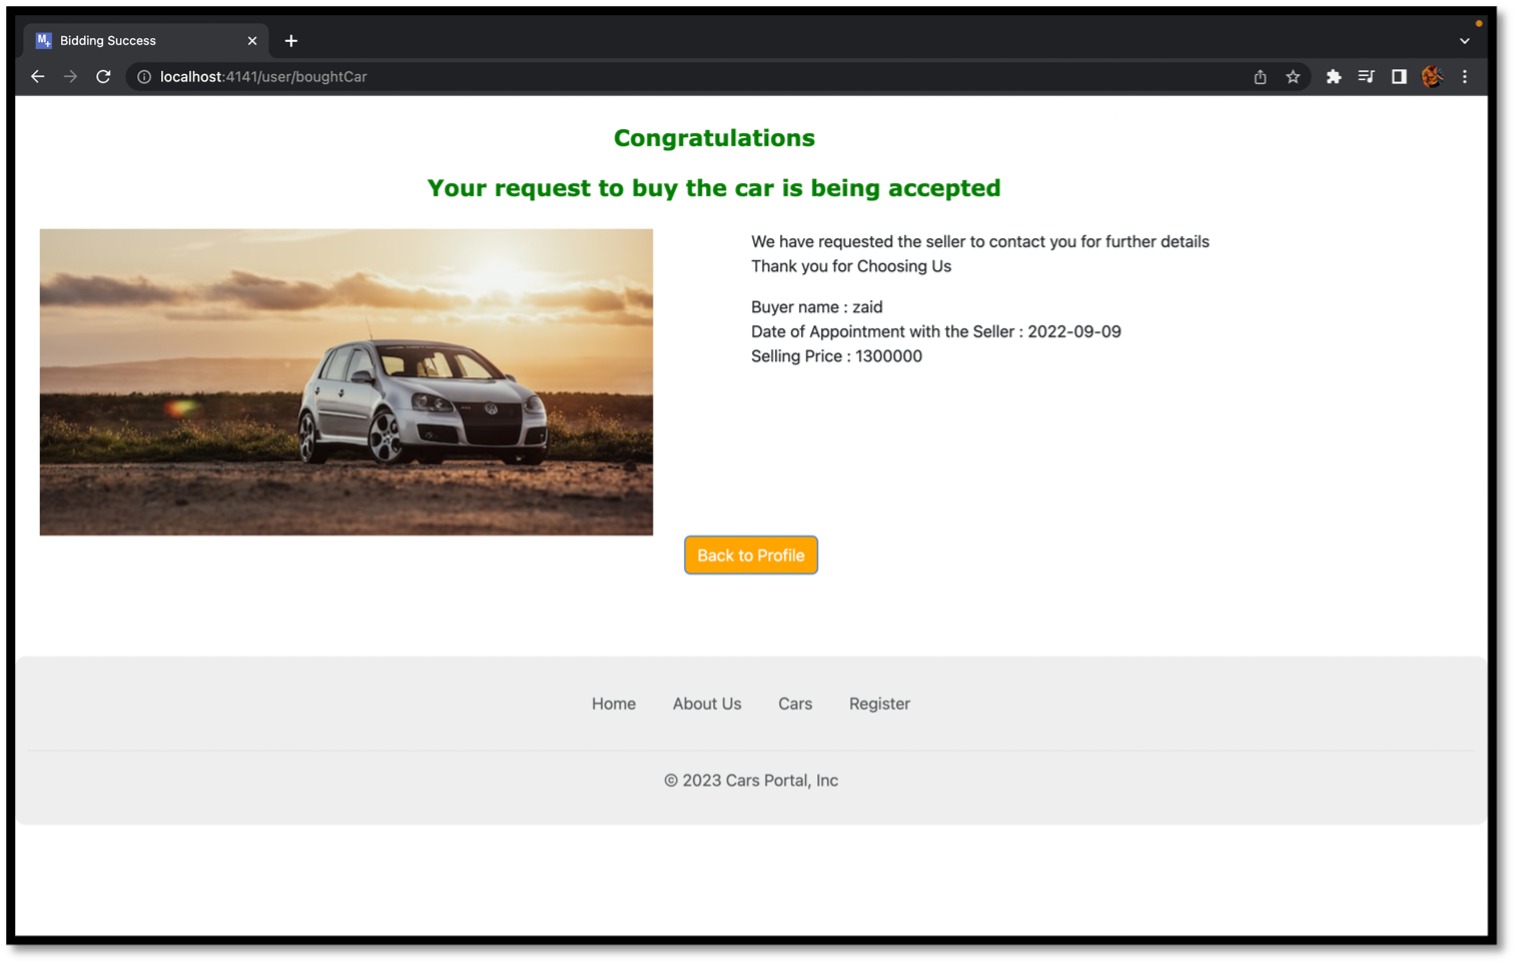 Bidding Success
localhost:4141/user/boughtCar
Congratulations
Your request to buy the car is being accepted
We have requested the seller to contact you for further details
Thank you for Choosing Us
Buyer name : zaid
Date of Appointment with the Seller : 2022-09-09
Selling Price : 1300000
Back to Profile
Home About Us Cars Register
© 2023 Cars Portal, Inc